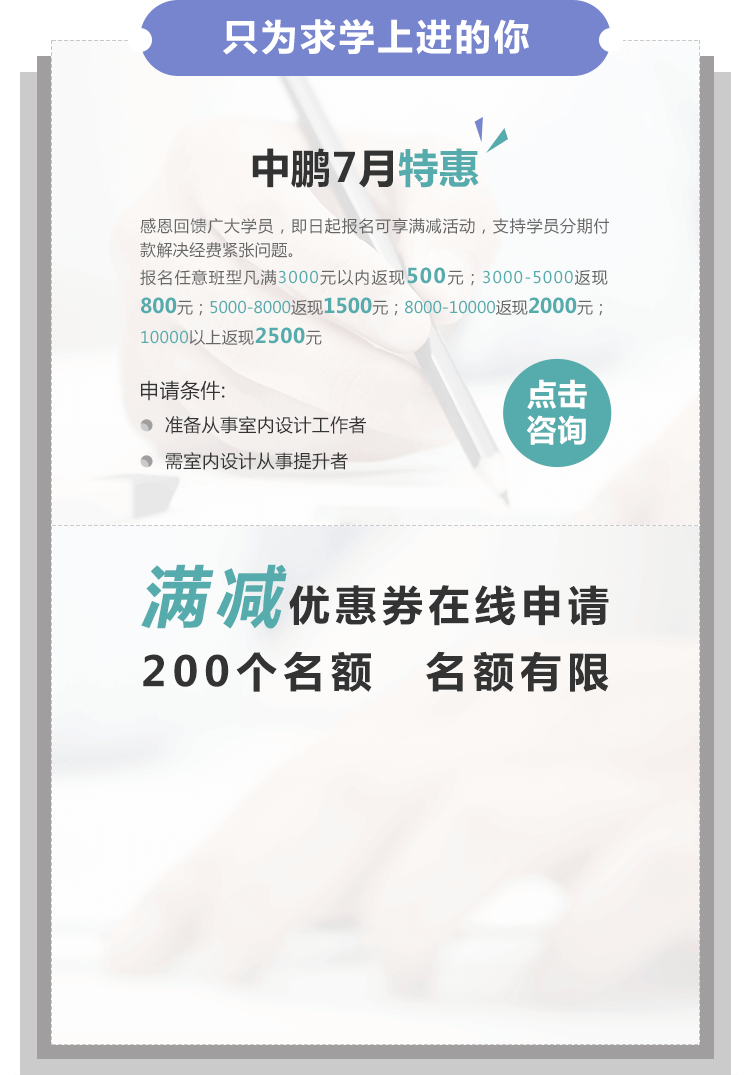 只为求学上进的你
中鹏7月特惠
感恩回馈广大学员，即日起报名可享满减活动，支持学员分期付
款解决经费紧张问题。
报名任意班型凡满3000元以内返现500元；3000-5000返现
800元；5000-8000返现1500元；8000-10000返现2000元；
10000以上返现2500元
申请条件:
准备从事室内设计工作者
需室内设计从事提升者
点击
咨询
满减优惠券在线申请
200个名额 名额有限